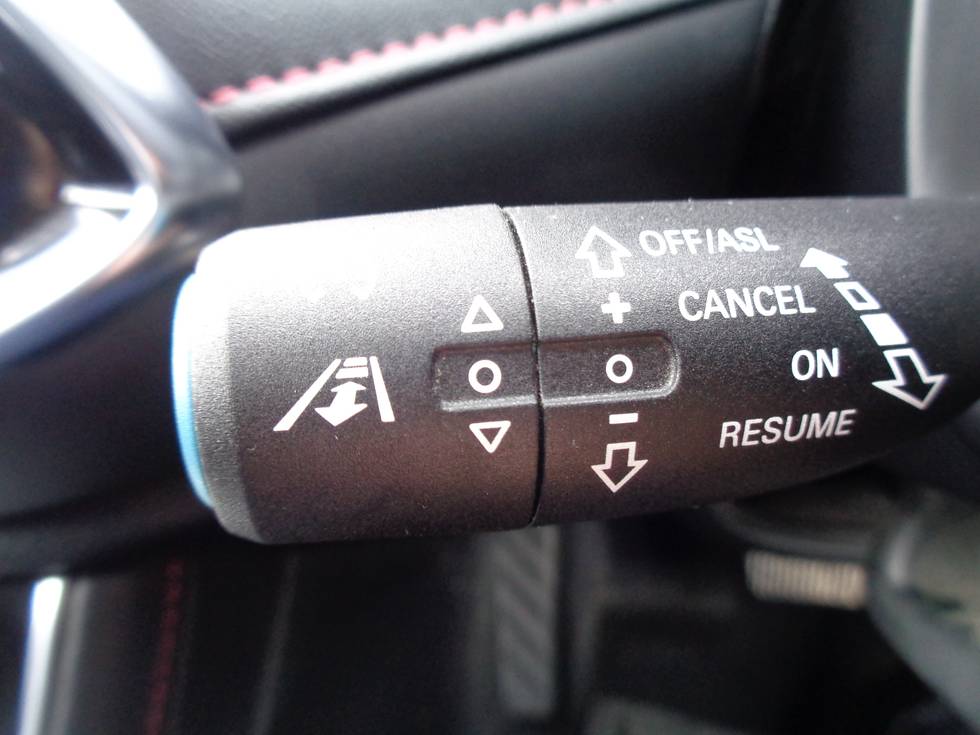 OFF/ASL
+
CANCEL
O O
ON
−
RESUME